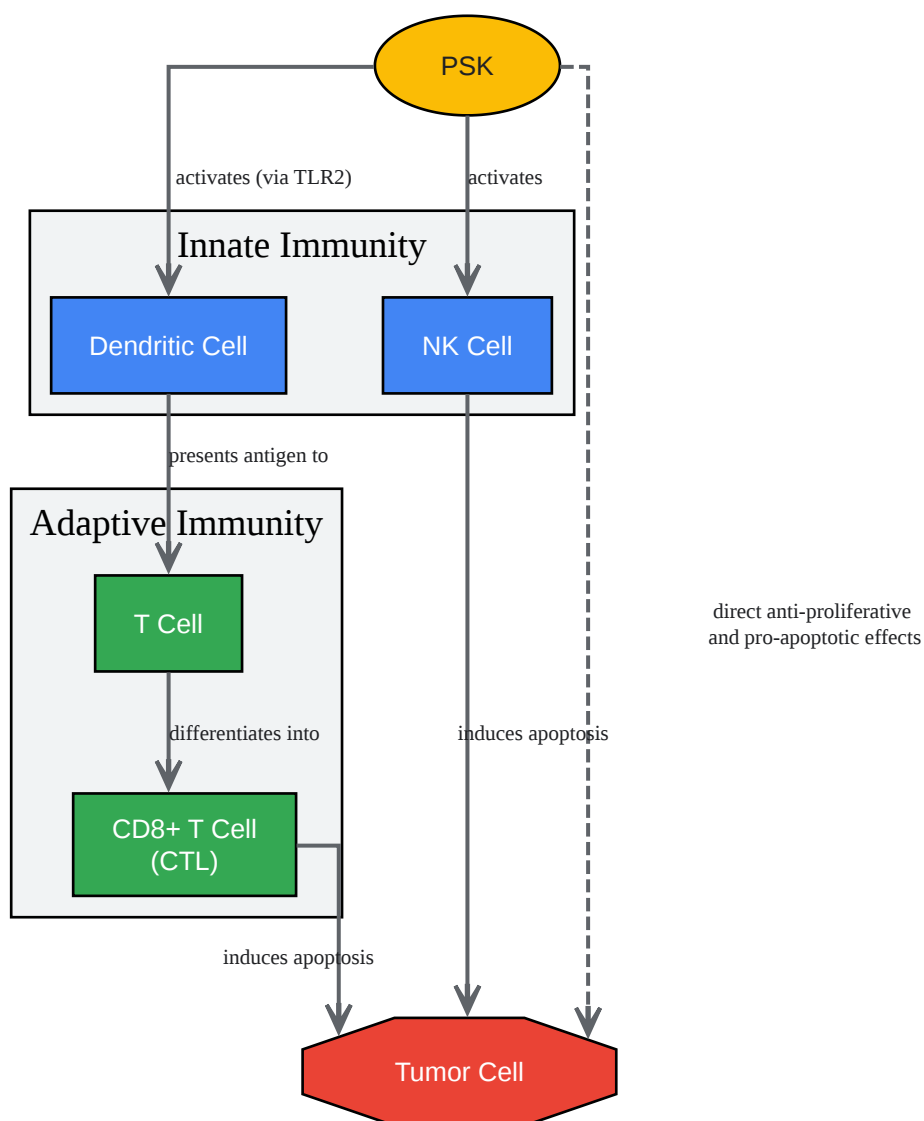 PSK
activates (via TLR2)
activates
Innate Immunity
Dendritic Cell
NK Cell
presents antigen to
Adaptive Immunity
T Cell
direct anti-proliferative
and pro-apoptotic effects
differentiates into
induces apoptosis
CD8+ T Cell
(CTL)
induces apoptosis
Tumor Cell